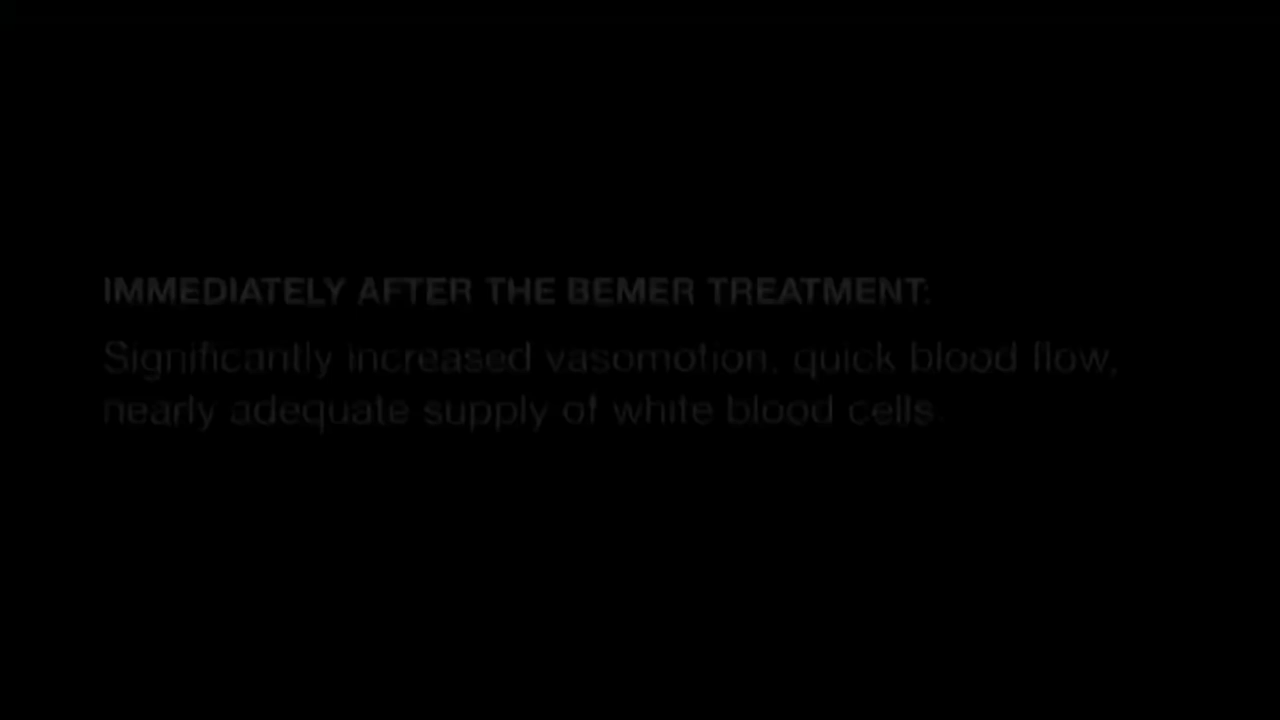 IMMEDIATELY AFTER THE BEMER TREATMENT:
Significantly increased vasomotion, quick blood flow,
nearly adequate supply of white blood cells.